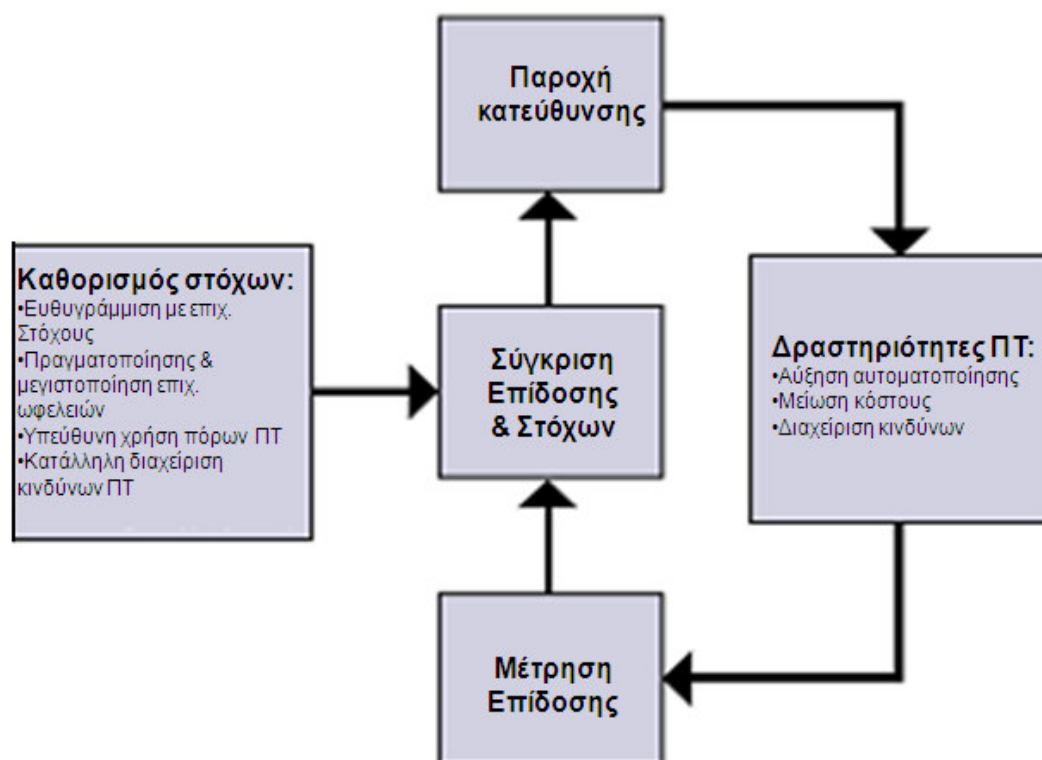 Παροχή
κατεύθυνσης
Καθορισμός στόχων:
•Ευθυγράμμιση με επιχ.
Στόχους
•Πραγματοποίησης &
μεγιστοποίηση επιχ.
ωφελειών
•Υπεύθυνη χρήση πόρων ΠΤ
•Κατάλληλη διαχείριση
κινδύνων ΠΤ
Σύγκριση
Επίδοσης
& Στόχων
Δραστηριότητες ΠΤ:
•Αύξηση αυτοματοποίησης
•Μείωση κόστους
•Διαχείριση κινδύνων
Μέτρηση
Επίδοσης